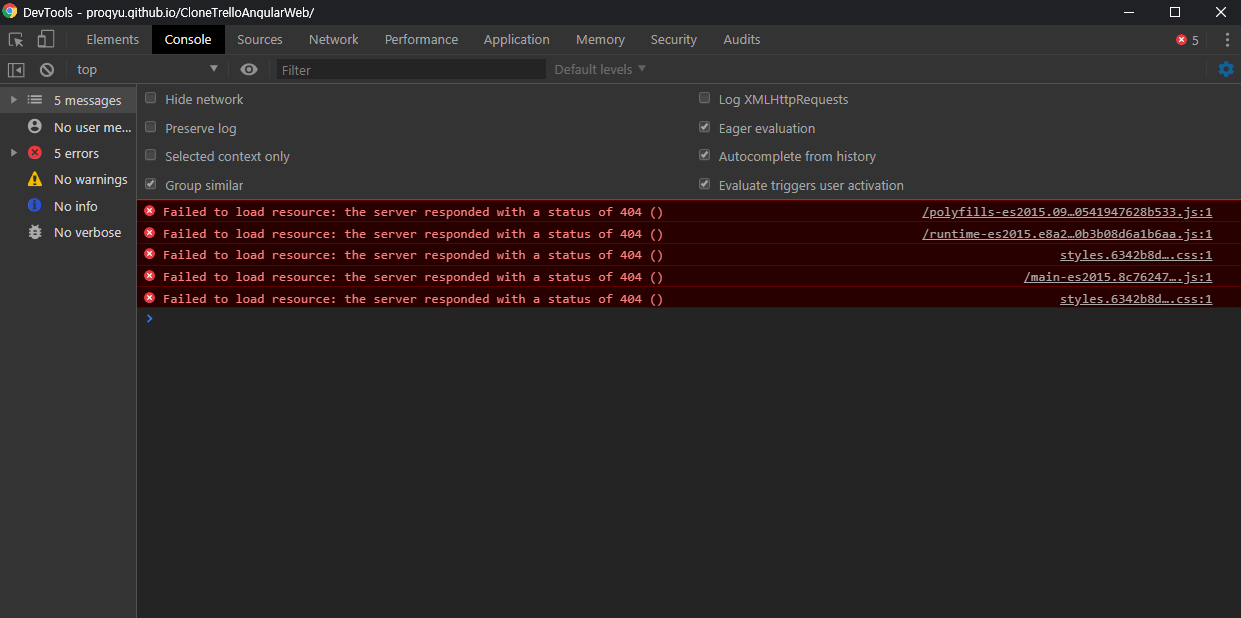 DevTools - proqyu.github.io/CloneTrelloAnqularWeb/
Elements Console Sources Network Performance Application Memory Security Audits 5
top Filter Default levels
5 messages
No user me...
5 errors
No warnings
No info
No verbose
Hide network Log XMLHttpRequests
Preserve log Eager evaluation
Selected context only Autocomplete from history
Group similar Evaluate triggers user activation
Failed to load resource: the server responded with a status of 404 () /polyfills-es2015.09…0541947628b533.js:1
Failed to load resource: the server responded with a status of 404 () /runtime-es2015.e8a2…0b3b08d6a1b6aa.js:1
Failed to load resource: the server responded with a status of 404 () styles.6342b8d….css:1
Failed to load resource: the server responded with a status of 404 () /main-es2015.8c76247….js:1
Failed to load resource: the server responded with a status of 404 () styles.6342b8d….css:1